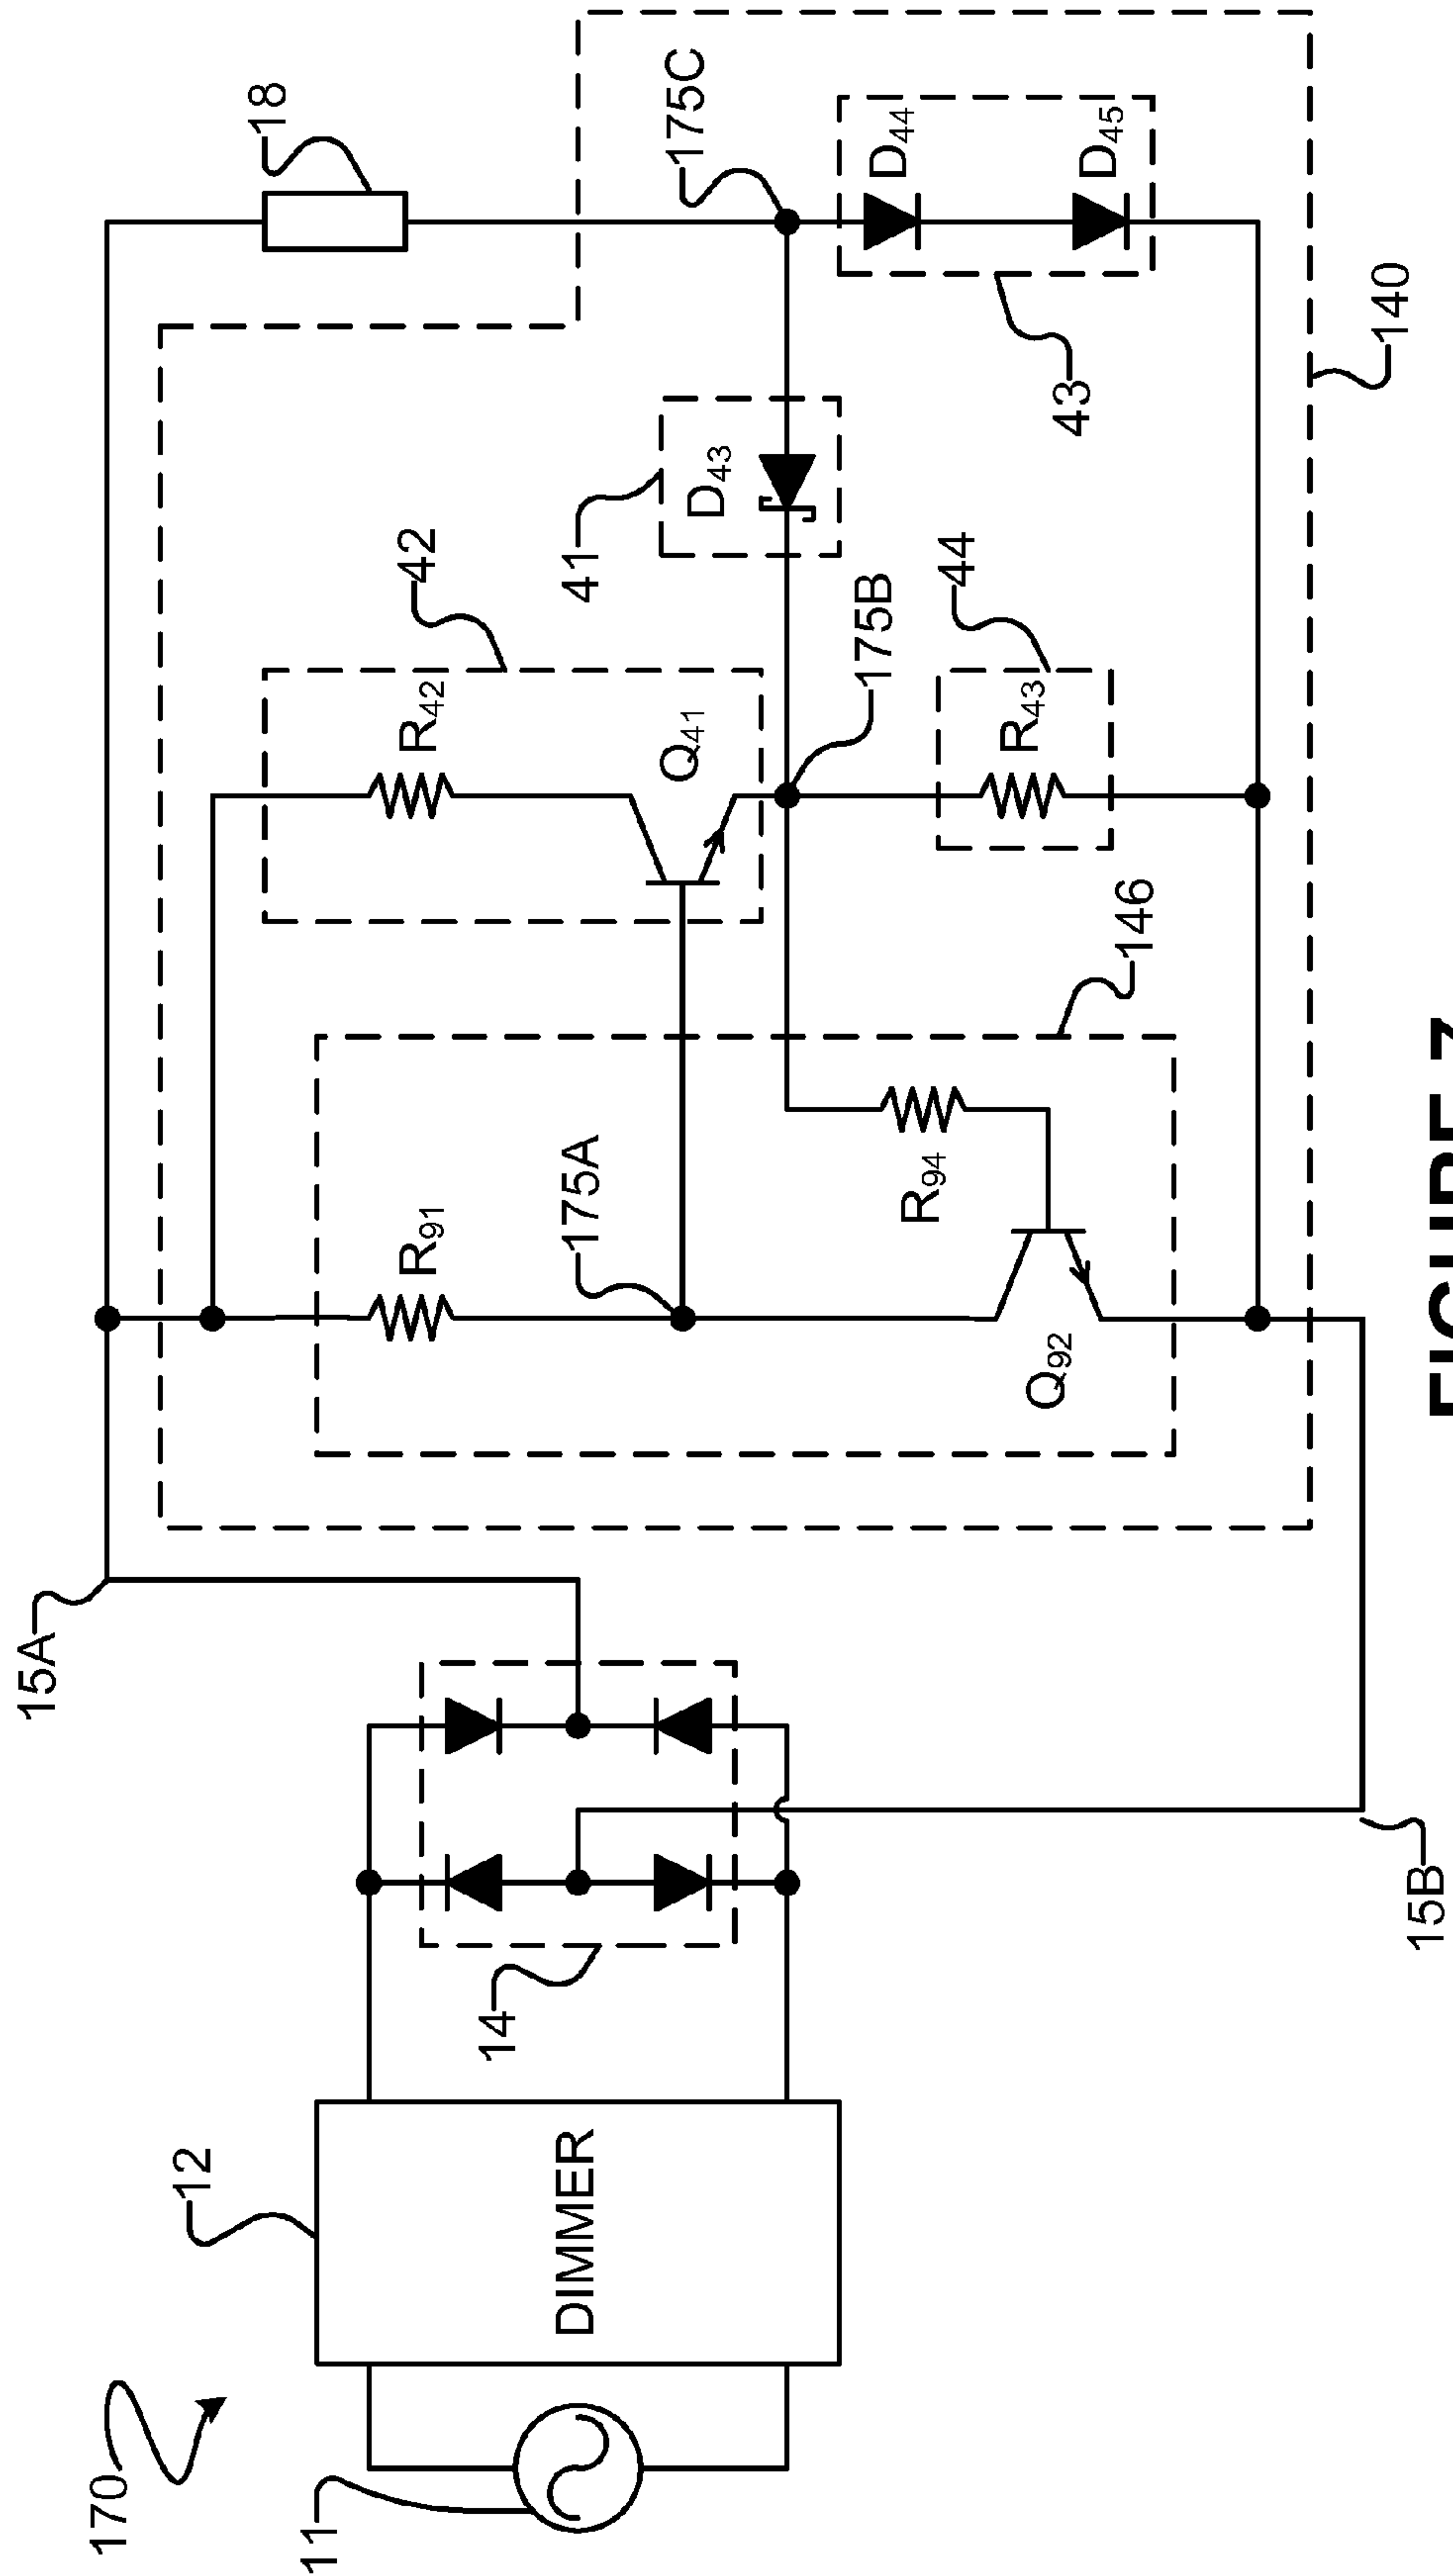 170
11
12
DIMMER
14
15A
15B
R₉₁
175A
Q₉₂
R₉₄
146
42
R₄₂
Q₄₁
175B
44
R₄₃
41
D₄₃
18
175C
D₄₄
D₄₅
43
140